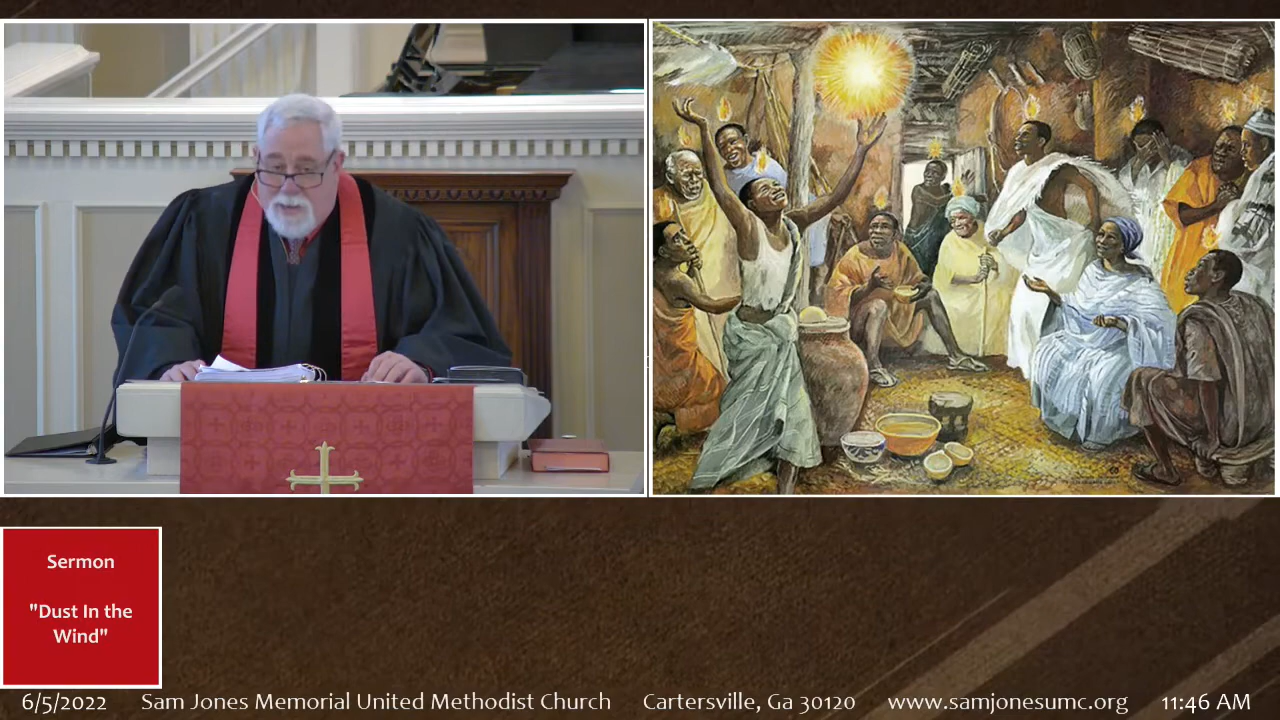 Sermon
"Dust In the
Wind"
6/5/2022 Sam Jones Memorial United Methodist Church Cartersville, Ga 30120 www.samjonesumc.org 11:46 AM